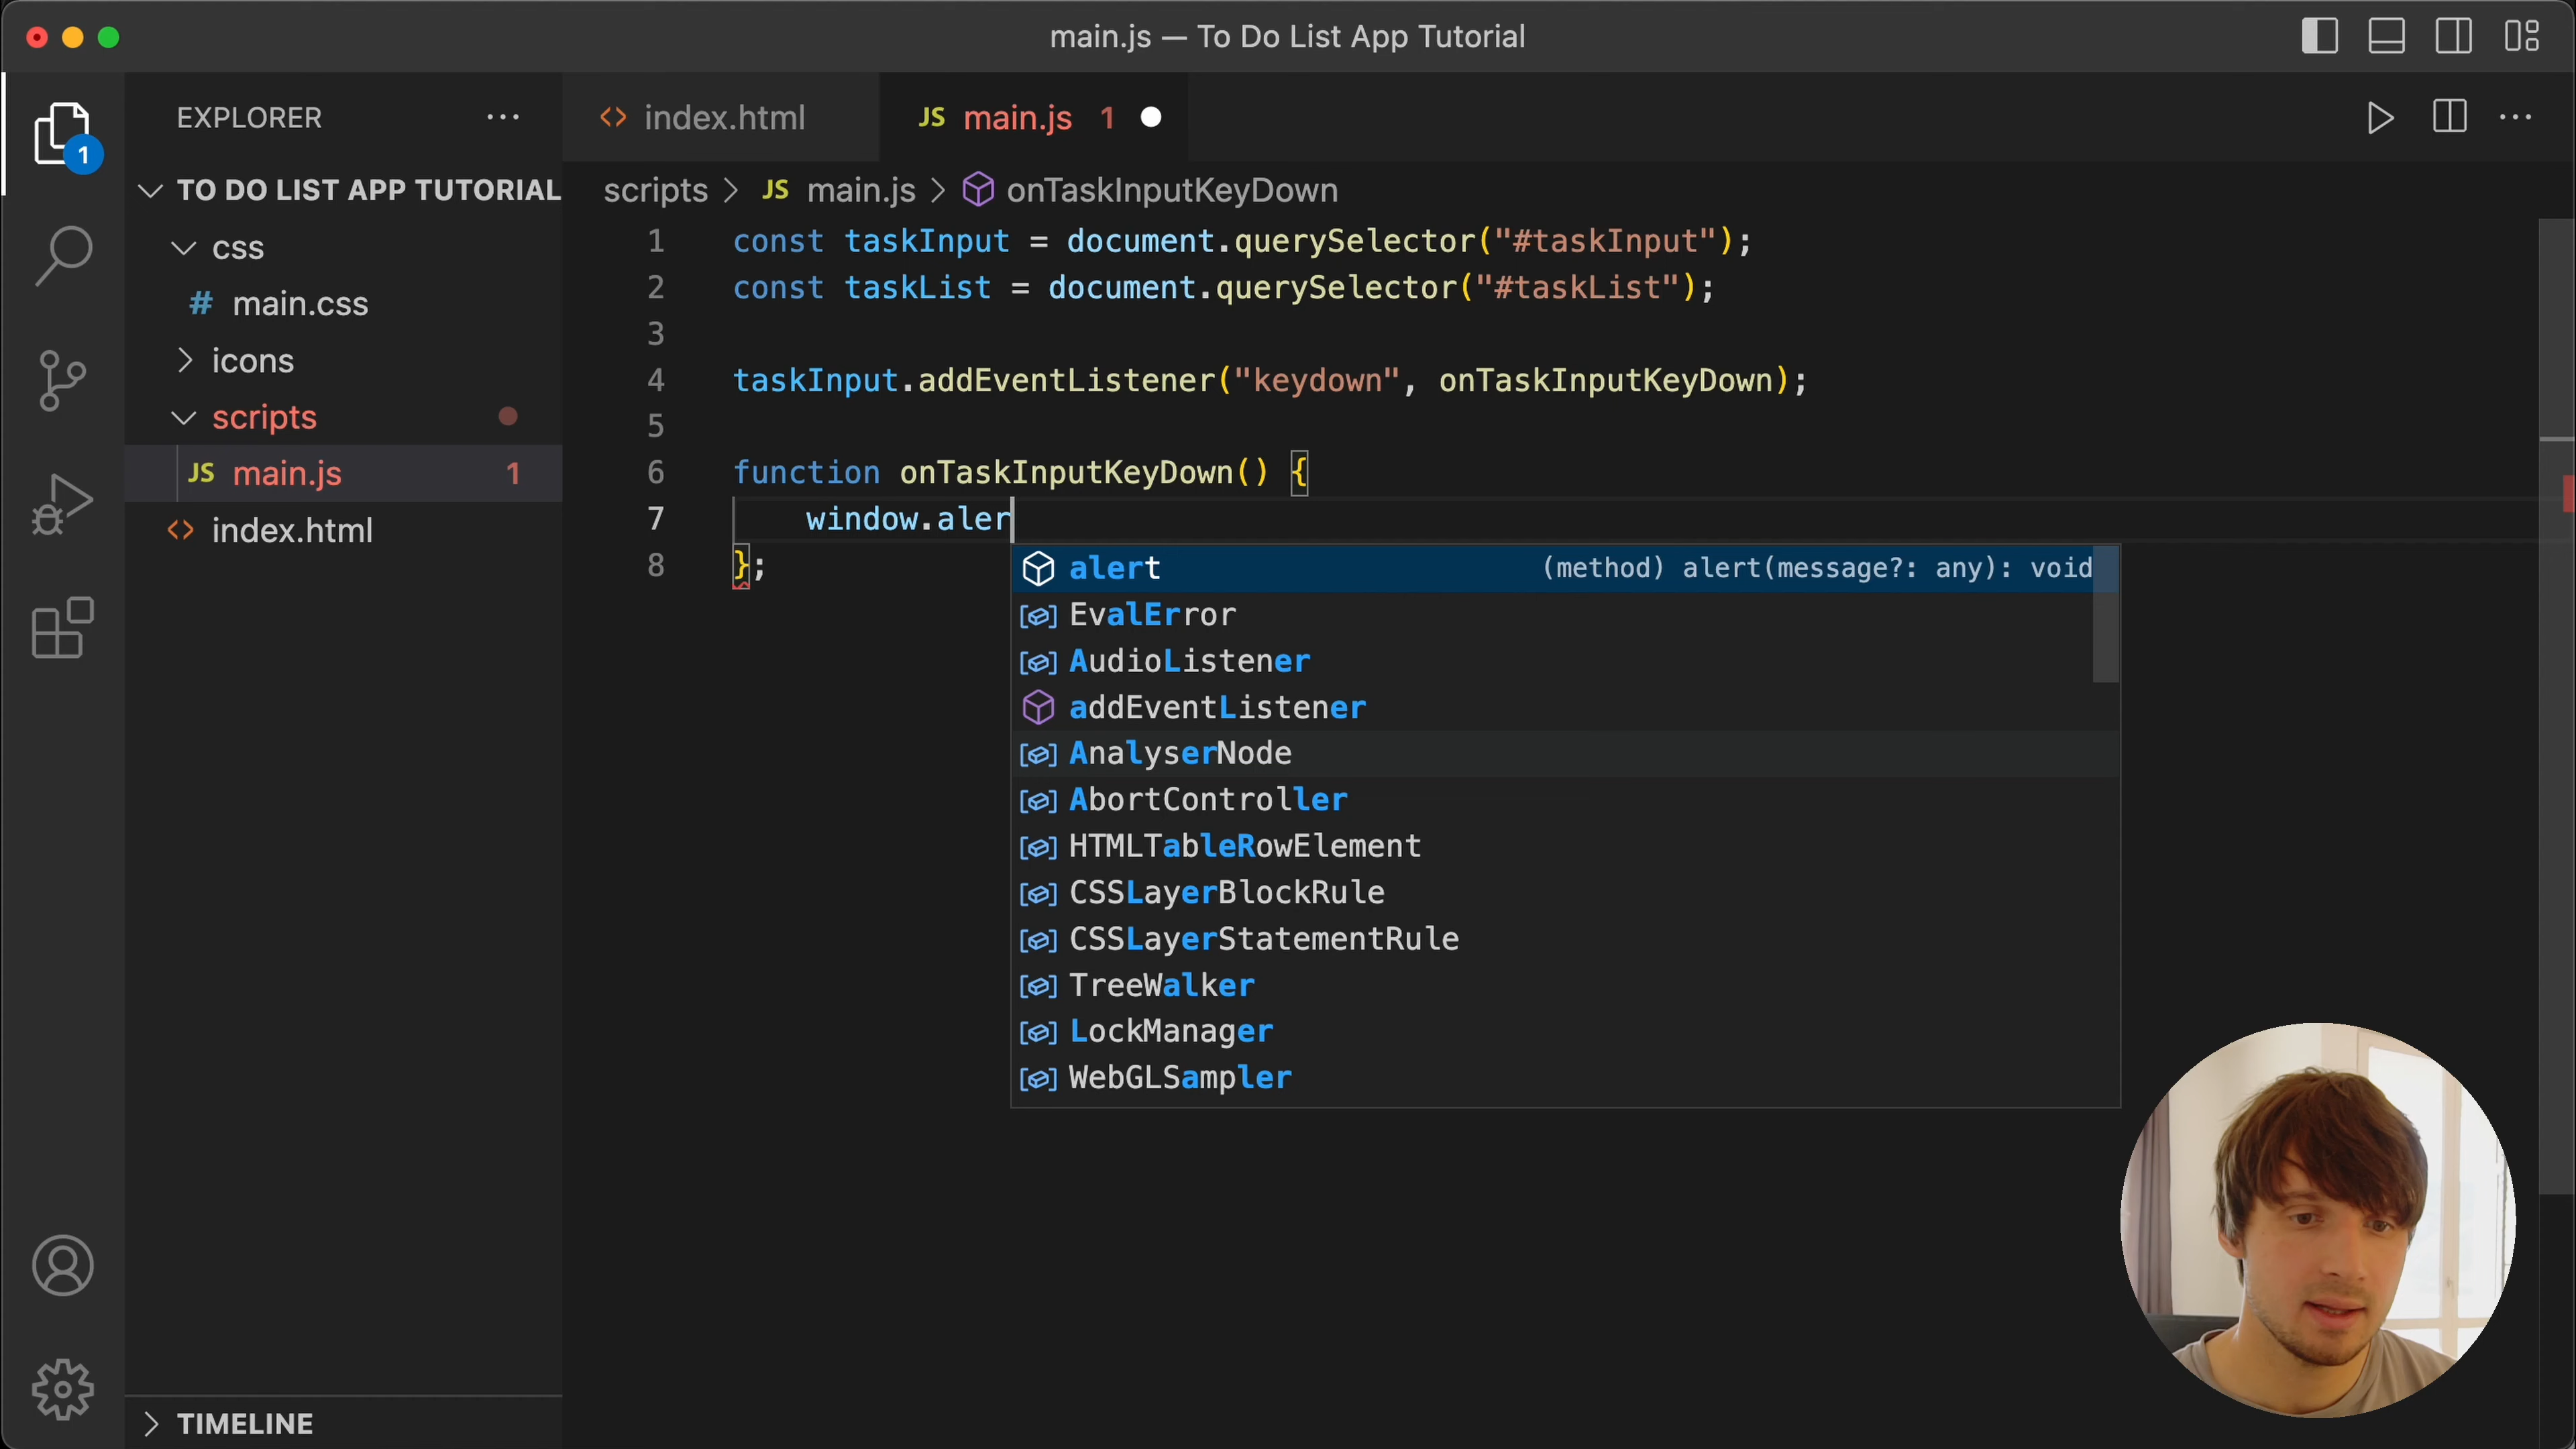 main.js — To Do List App Tutorial
EXPLORER
1
TO DO LIST APP TUTORIAL
css
# main.css
icons
scripts
JS main.js 1
<> index.html
TIMELINE
<> index.html
JS main.js 1
scripts > JS main.js > onTaskInputKeyDown
1 const taskInput = document.querySelector("#taskInput");
2 const taskList = document.querySelector("#taskList");
3
4 taskInput.addEventListener("keydown", onTaskInputKeyDown);
5
6 function onTaskInputKeyDown() {
7 window.aler
8 };
alert (method) alert(message?: any): void
EvalError
AudioListener
addEventListener
AnalyserNode
AbortController
HTMLTableRowElement
CSSLayerBlockRule
CSSLayerStatementRule
TreeWalker
LockManager
WebGLSampler